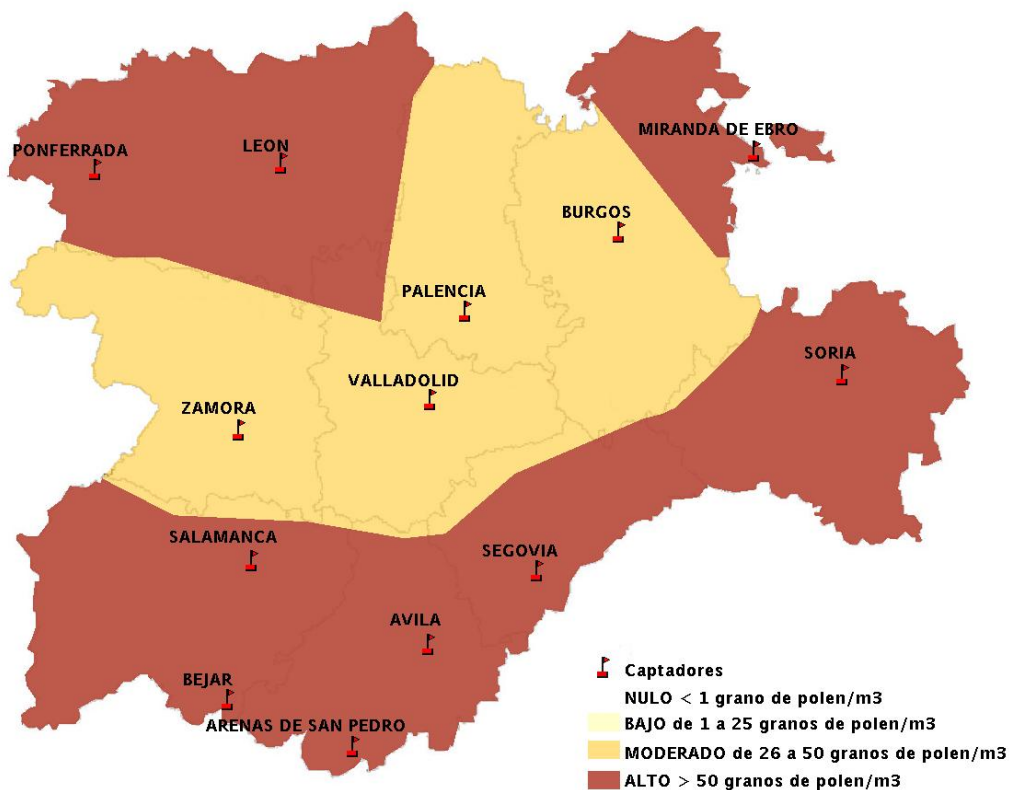 MIRANDA DE EBRO
PONFERRADA
LEON
BURGOS
PALENCIA
SORIA
VALLADOLID
ZAMORA
SALAMANCA
SEGOVIA
AVILA
BEJAR
ARENAS DE SAN PEDRO
Captadores
NULO < 1 grano de polen/m3
BAJO de 1 a 25 granos de polen/m3
MODERADO de 26 a 50 granos de polen/m3
ALTO > 50 granos de polen/m3